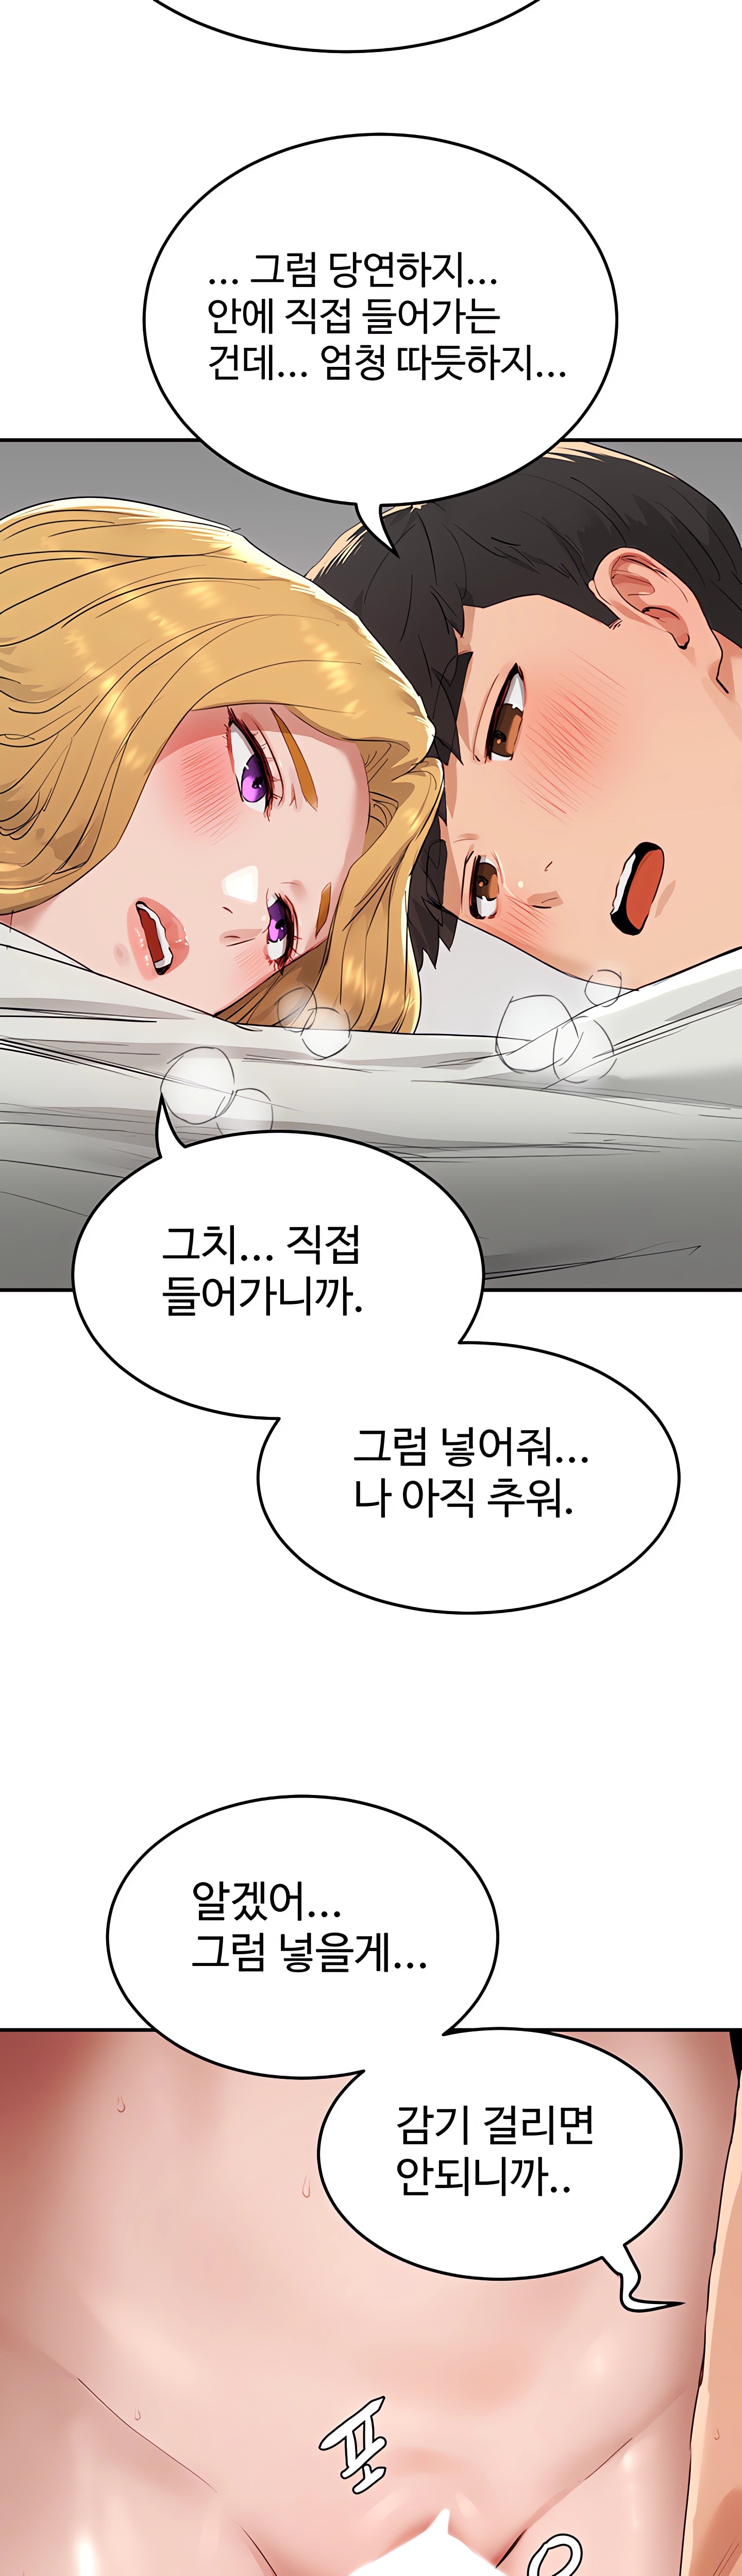 ... 그럼 당연하지...
안에 직접 들어가는
건데... 엄청 따듯하지...
그치... 직접
들어가니까.
그럼 넣어줘...
나 아직 추워.
알겠어...
그럼 넣을게...
감기 걸리면
안되니까..
포